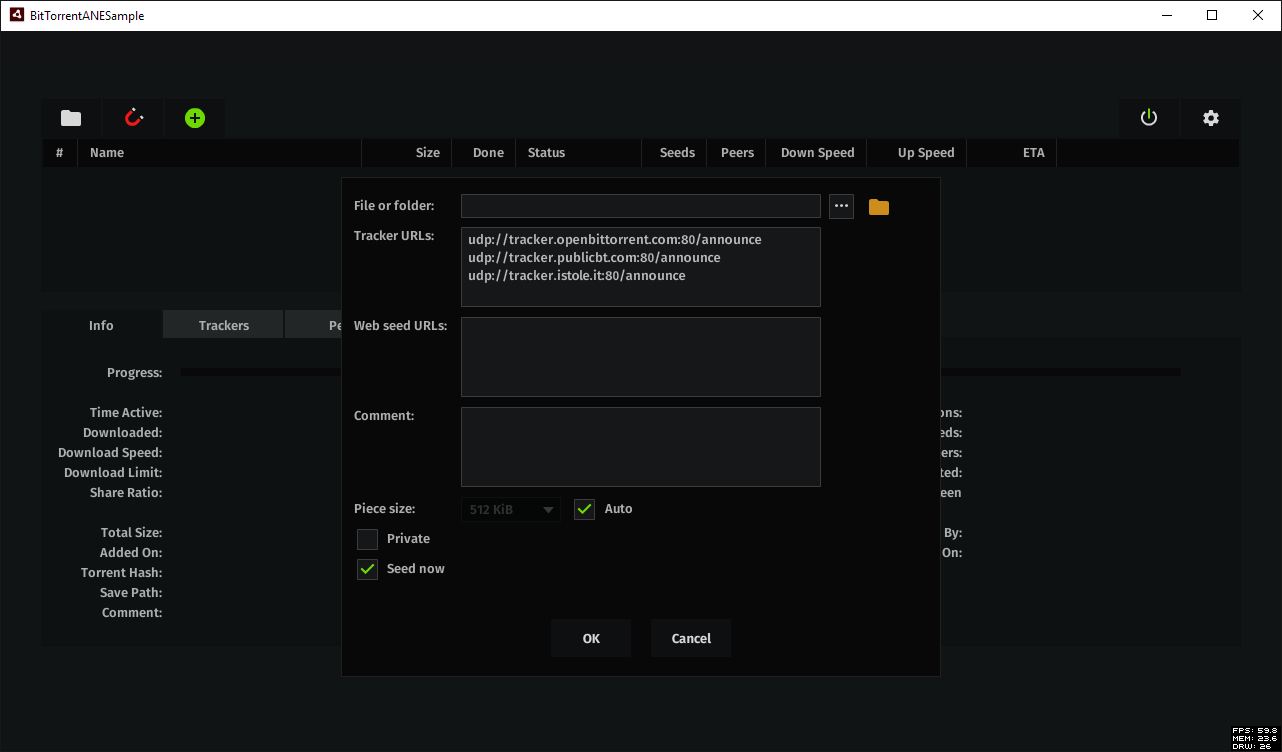 BitTorrentANESample
# Name Size Done Status Seeds Peers Down Speed Up Speed ETA
File or folder:
Tracker URLs:
udp://tracker.openbittorrent.com:80/announce
udp://tracker.publicbt.com:80/announce
udp://tracker.istole.it:80/announce
Info Trackers Pe
Web seed URLs:
Progress:
Comment:
Time Active: ons:
Downloaded: eds:
Download Speed: ers:
Download Limit: ted:
Share Ratio: een
Piece size: 512 KiB Auto
Total Size: Private By:
Added On: On:
Torrent Hash: Seed now
Save Path:
Comment:
OK Cancel
FPS: 59.8
MEM: 23.6
DRW: 26